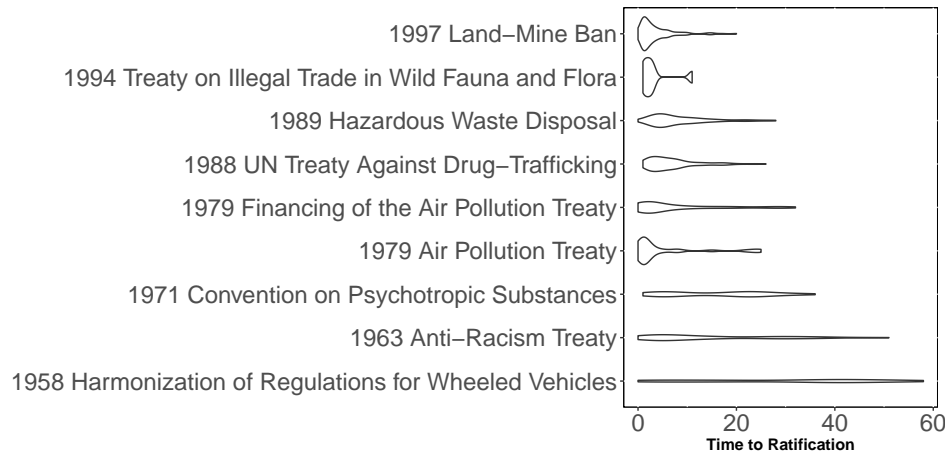 1997 Land−Mine Ban
1994 Treaty on Illegal Trade in Wild Fauna and Flora
1989 Hazardous Waste Disposal
1988 UN Treaty Against Drug−Trafficking
1979 Financing of the Air Pollution Treaty
1979 Air Pollution Treaty
1971 Convention on Psychotropic Substances
1963 Anti−Racism Treaty
1958 Harmonization of Regulations for Wheeled Vehicles
0 20 40 60
Time to Ratification